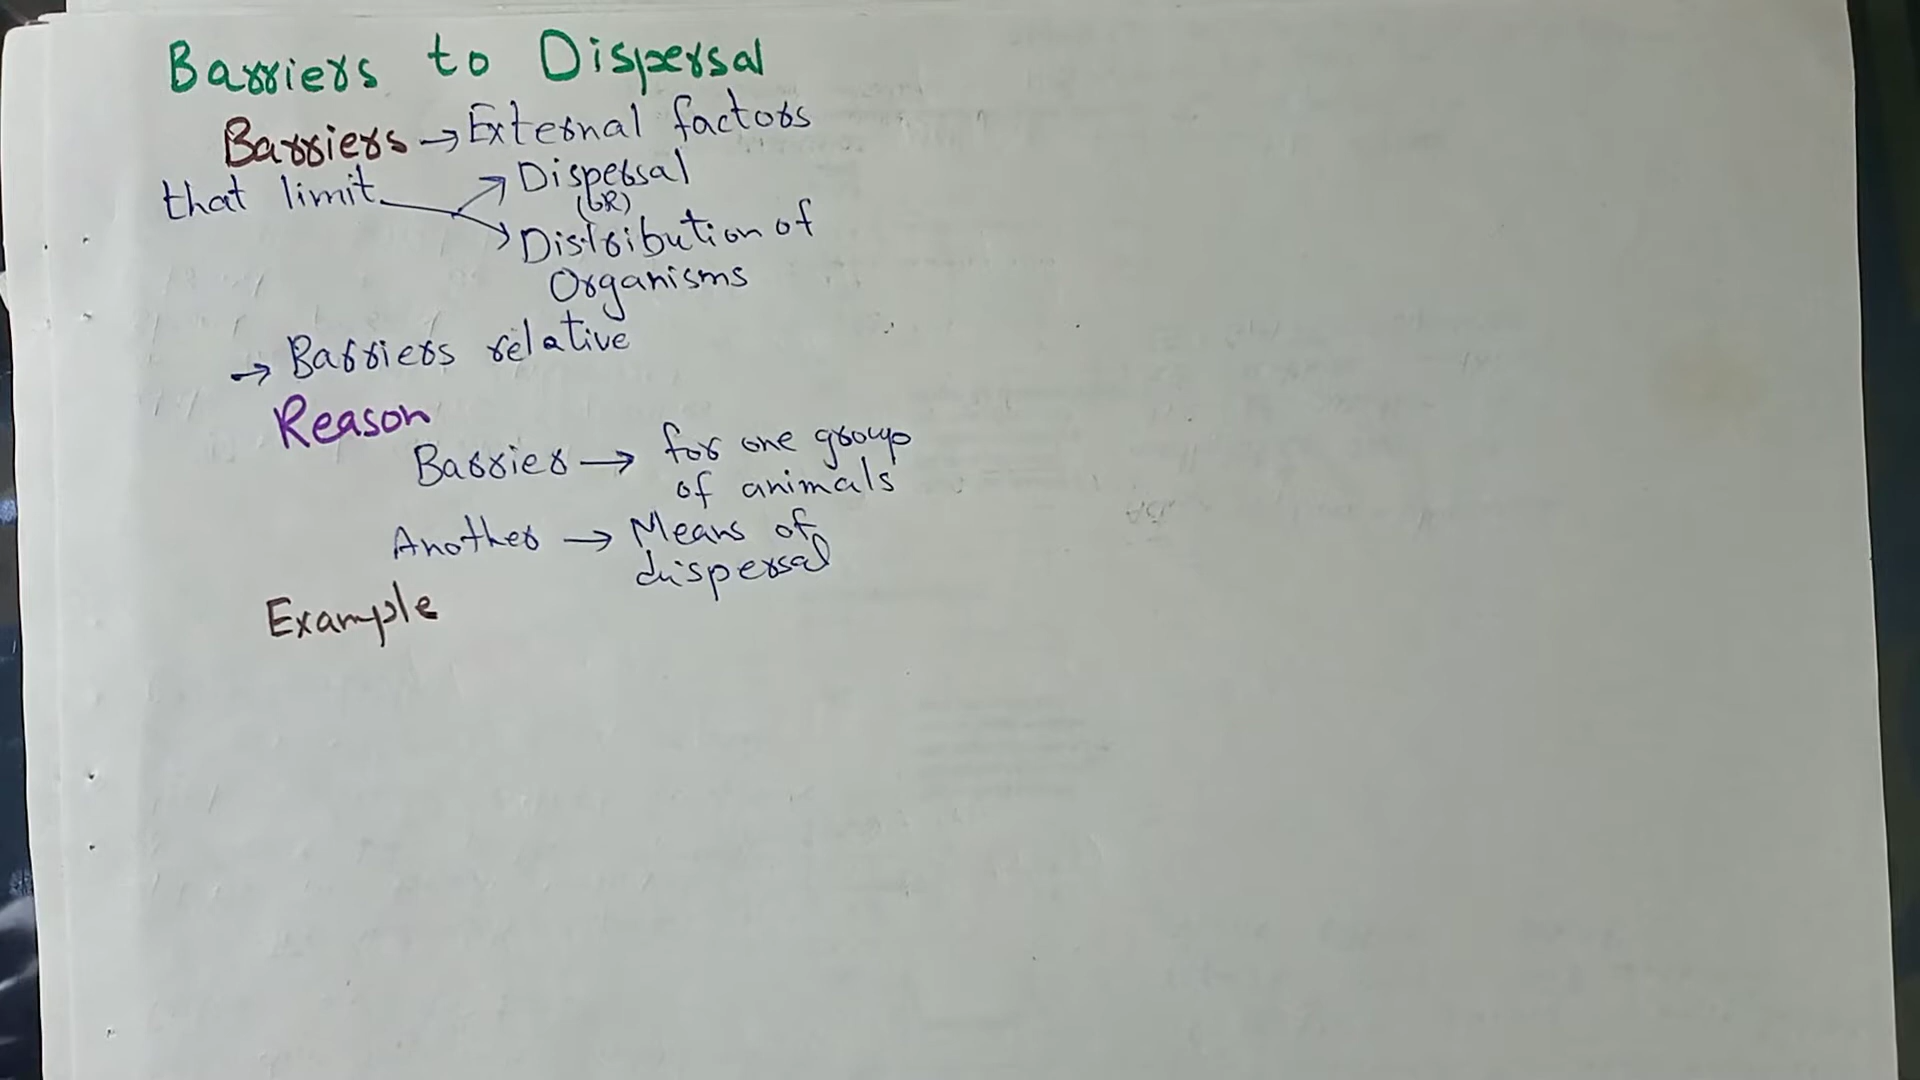 Barriers to Dispersal
Barriers → External factors
that limit → Dispersal
(OR)
→ Distribution of
Organisms
→ Barriers relative
Reason
Barrier → for one group
of animals
Another → Means of
dispersal
Example